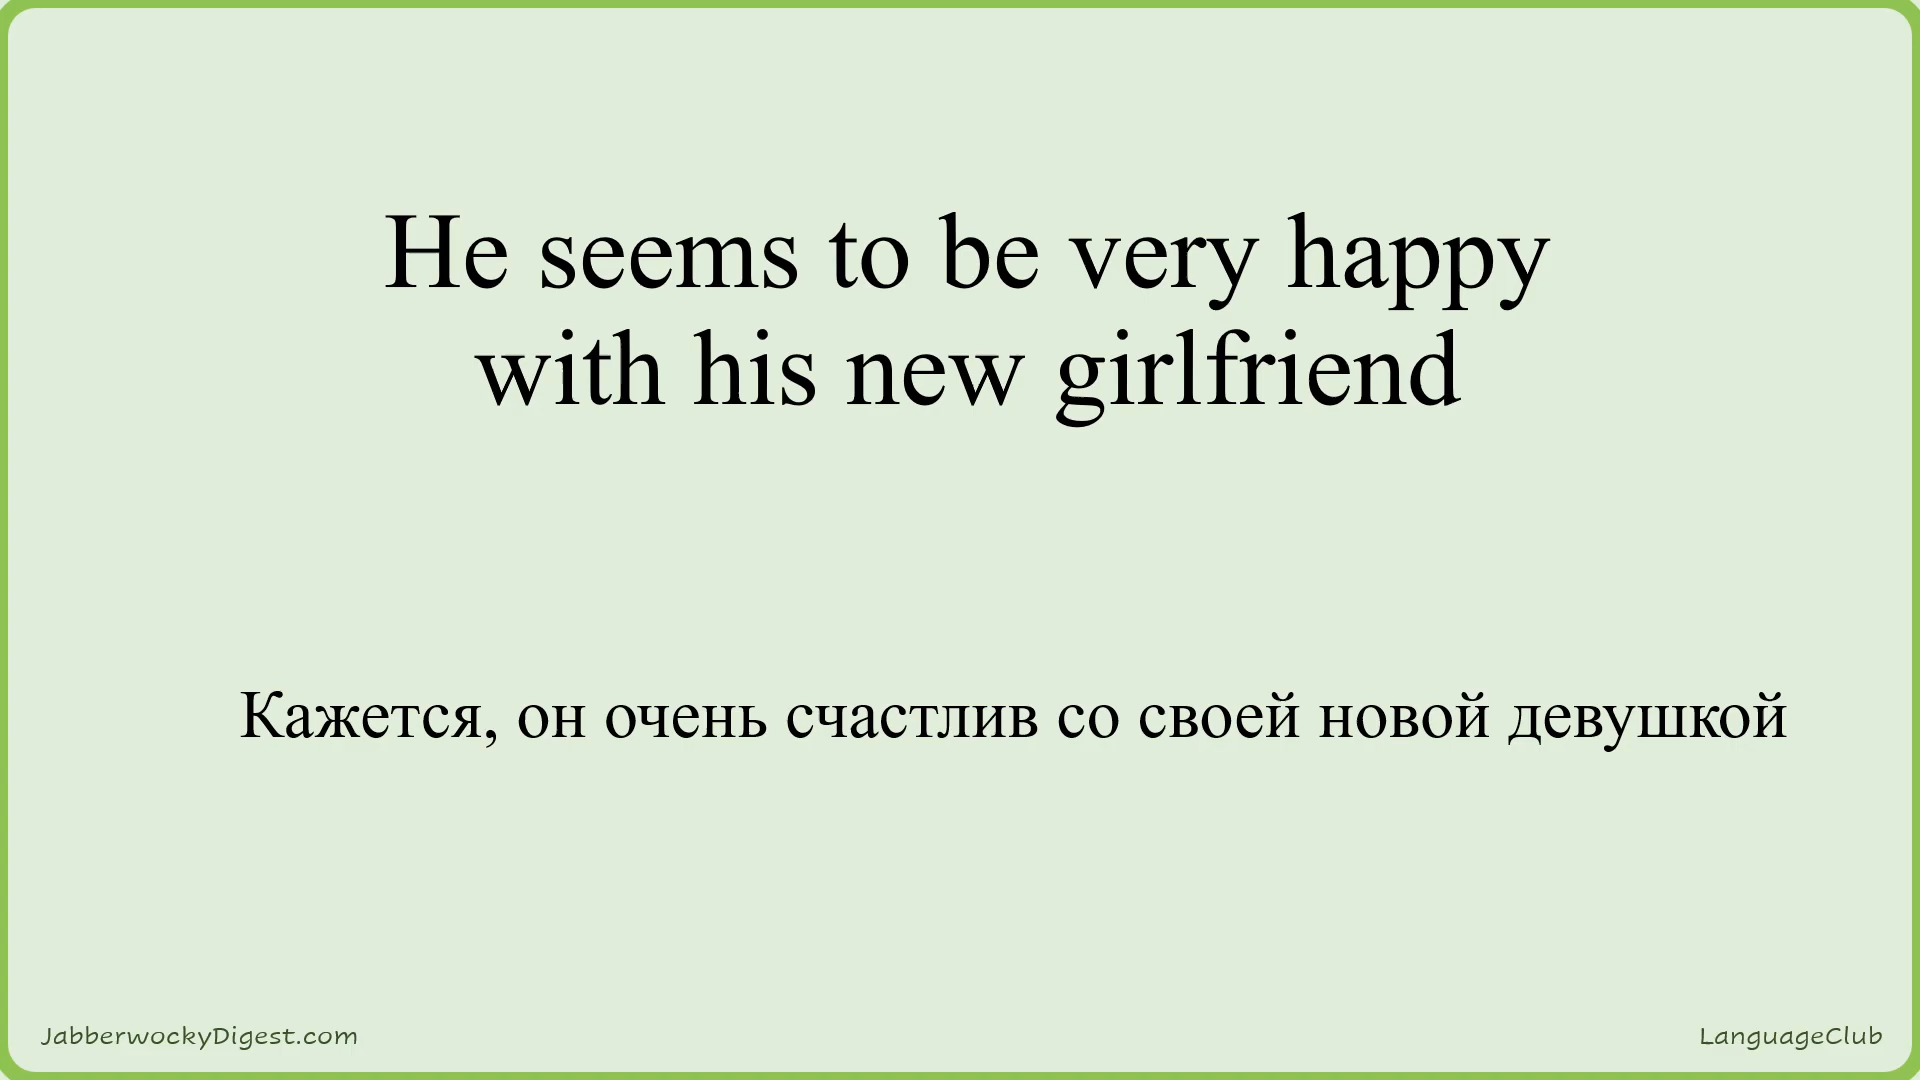 He seems to be very happy
with his new girlfriend
Кажется, он очень счастлив со своей новой девушкой
JabberwockyDigest.com
LanguageClub